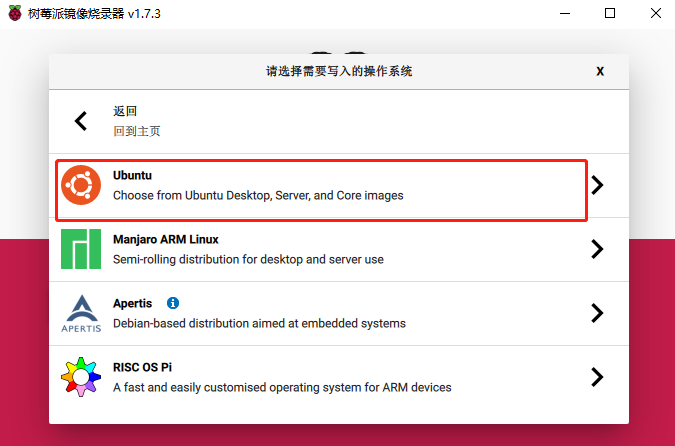 树莓派镜像烧录器 v1.7.3
请选择需要写入的操作系统
X
返回
回到主页
Ubuntu
Choose from Ubuntu Desktop, Server, and Core images
Manjaro ARM Linux
Semi-rolling distribution for desktop and server use
Apertis
APERTIS
Debian-based distribution aimed at embedded systems
RISC OS Pi
A fast and easily customised operating system for ARM devices